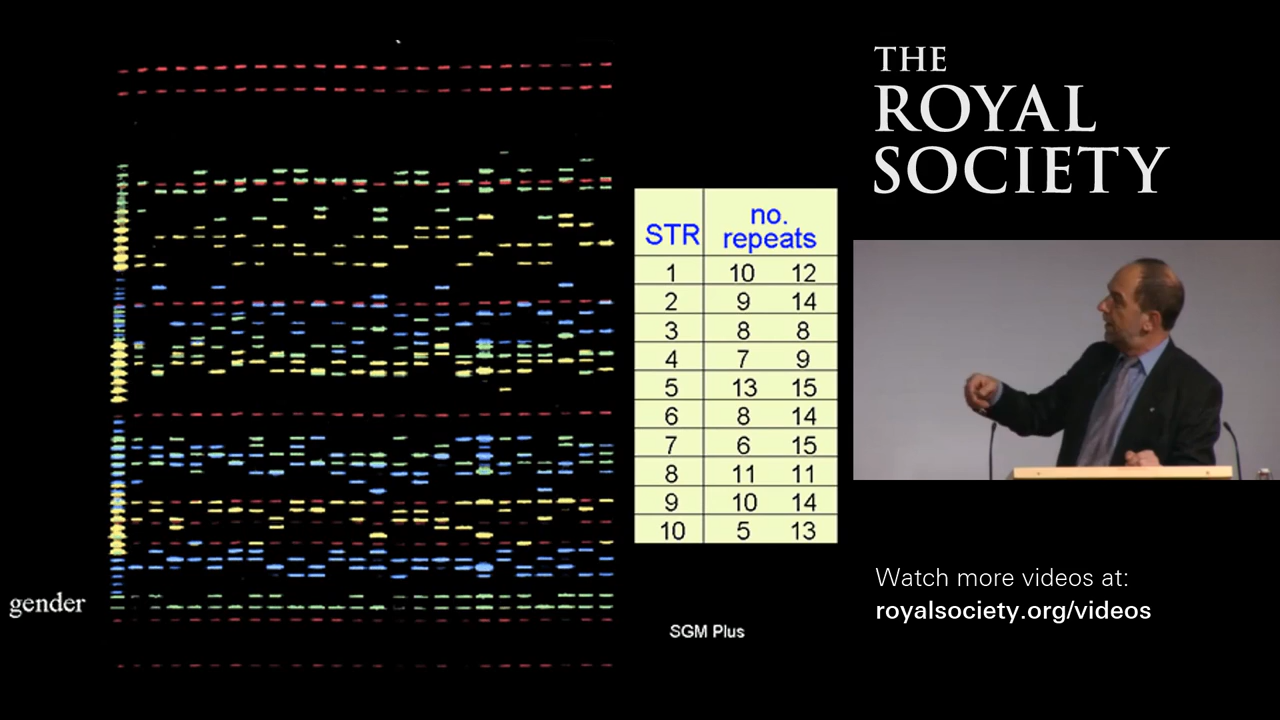 THE
ROYAL
SOCIETY
STR no. repeats
1 10 12
2 9 14
3 8 8
4 7 9
5 13 15
6 8 14
7 6 15
8 11 11
9 10 14
10 5 13
gender
SGM Plus
Watch more videos at:
royalsociety.org/videos